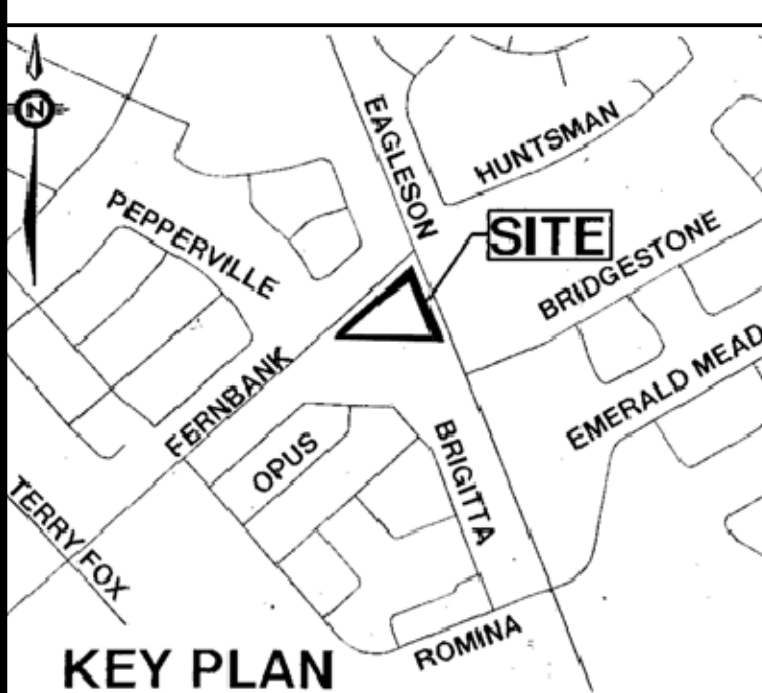 N
EAGLESON
HUNTSMAN
PEPPERVILLE
SITE
BRIDGESTONE
FERNBANK
EMERALD MEAD
OPUS
BRIGITTA
TERRY FOX
ROMINA
KEY PLAN